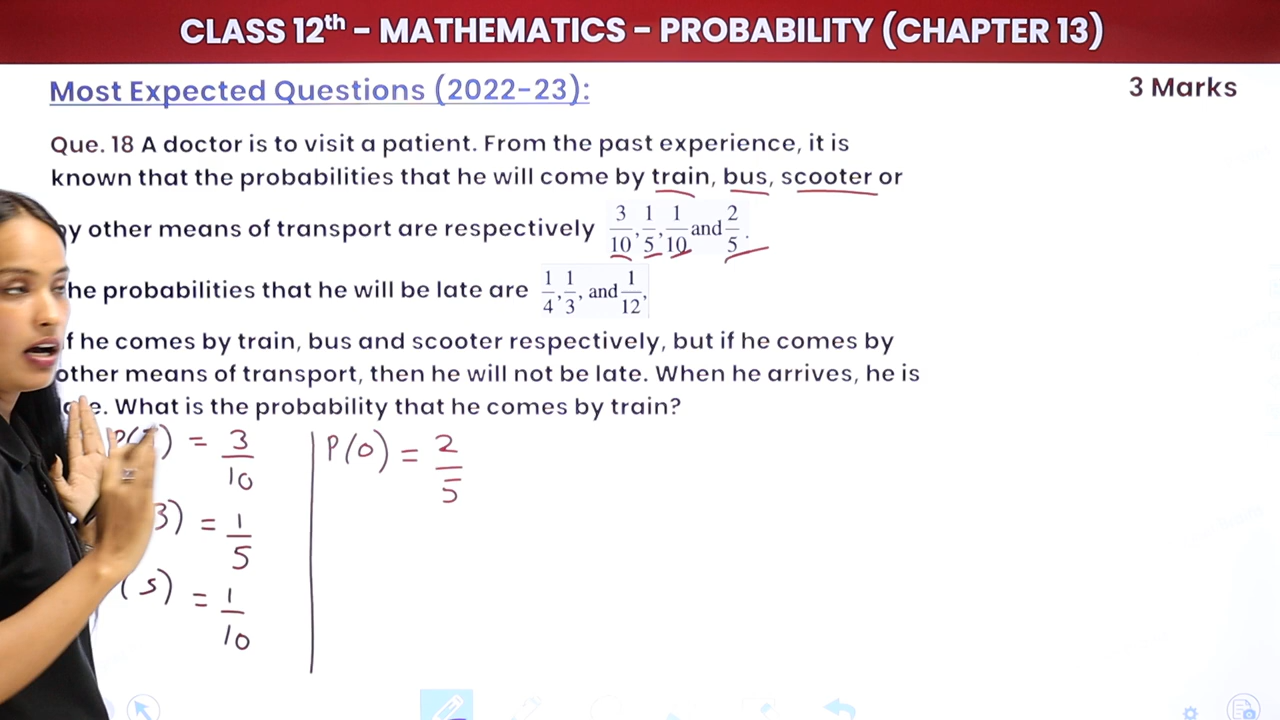 CLASS 12th - MATHEMATICS - PROBABILITY (CHAPTER 13)
Most Expected Questions (2022-23):
3 Marks
Que. 18 A doctor is to visit a patient. From the past experience, it is
known that the probabilities that he will come by train, bus, scooter or
y other means of transport are respectively 3/10, 1/5, 1/10 and 2/5.
he probabilities that he will be late are 1/4, 1/3, and 1/12,
f he comes by train, bus and scooter respectively, but if he comes by
other means of transport, then he will not be late. When he arrives, he is
What is the probability that he comes by train?
= 3/10
P(O) = 2/5
= 1/5
(S) = 1/10